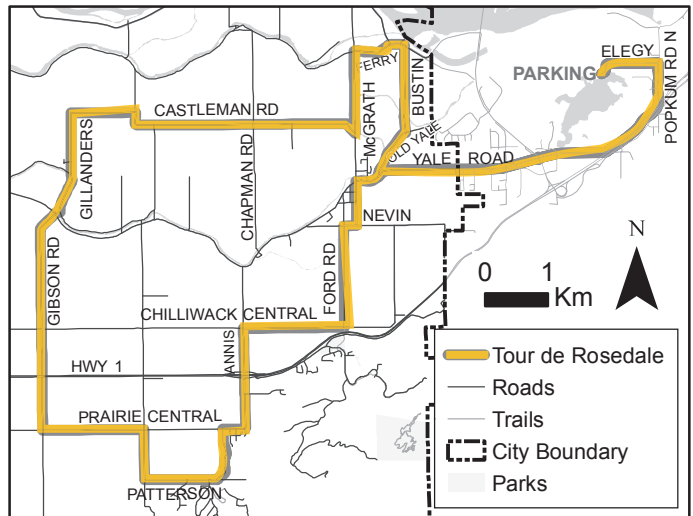 ELEGY
PARKING
POPKUM RD N
FERRY
BUSTIN
CASTLEMAN RD
McGRATH
OLD YALE
GILLANDERS
CHAPMAN RD
YALE ROAD
NEVIN
N
GIBSON RD
FORD RD
0 1
Km
CHILLIWACK CENTRAL
ANNIS
HWY 1
PRAIRIE CENTRAL
PATTERSON
Tour de Rosedale
Roads
Trails
City Boundary
Parks